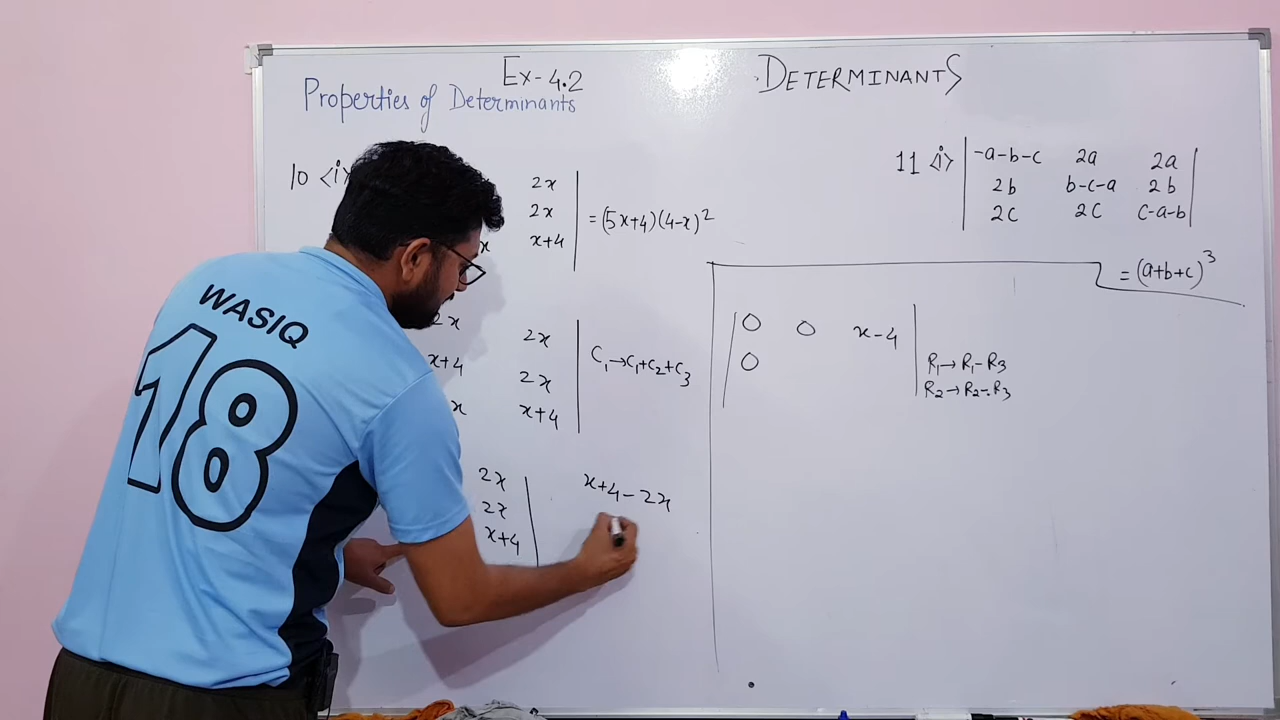 Ex-4.2
Properties of Determinants
DETERMINANTS
10 <i>
2x
2x
x+4
= (5x+4)(4-x)²
2x 2x
x+4 2x
x x+4
C₁→C₁+C₂+C₃
2x
2x
x+4
x+4-2x
11 <i>
-a-b-c 2a 2a
2b b-c-a 2b
2c 2c c-a-b
= (a+b+c)³
0 0 x-4
0
R₁→R₁-R₃
R₂→R₂-R₃
WASIQ
18